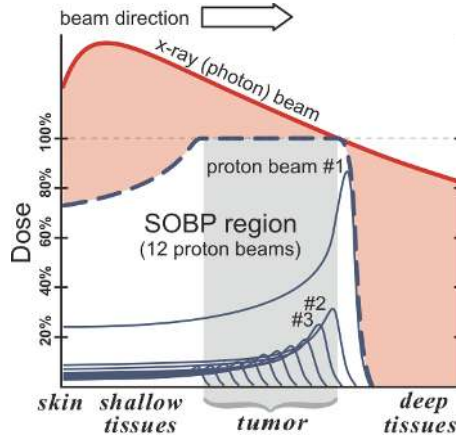 beam direction
x-ray (photon) beam
100%
proton beam #1
80%
SOBP region
(12 proton beams)
60%
Dose
40%
#2
#3
20%
skin shallow tissues
tumor
deep tissues